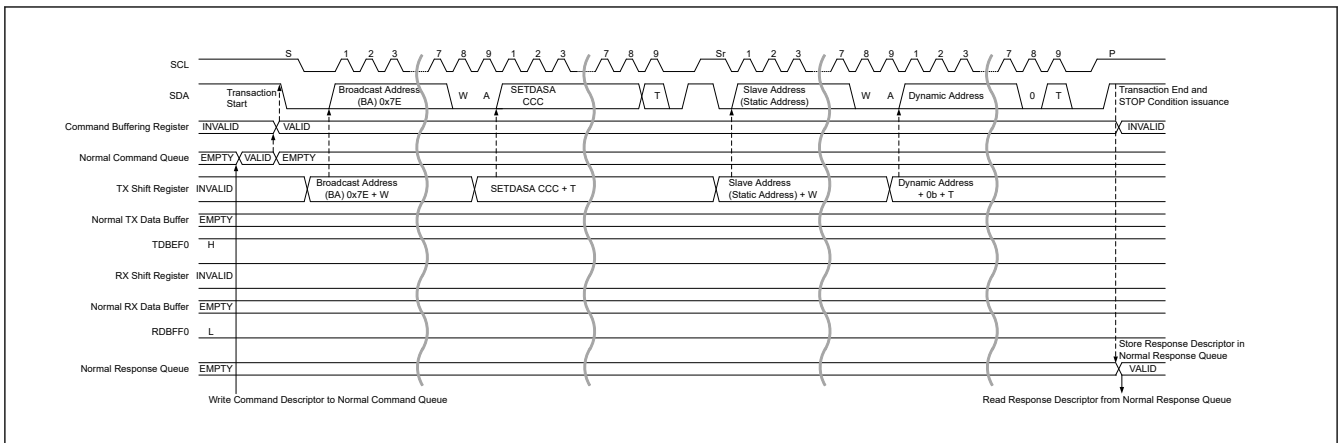 S 1 2 3 7 8 9 1 2 3 7 8 9 Sr 1 2 3 7 8 9 1 2 3 7 8 9 P
SCL
SDA
Transaction
Start
Broadcast Address
(BA) 0x7E
W A
SETDASA
CCC
T
Slave Address
(Static Address)
W A
Dynamic Address
0 T
Transaction End and
STOP Condition issuance
Command Buffering Register INVALID VALID INVALID
Normal Command Queue EMPTY VALID EMPTY
TX Shift Register INVALID
Broadcast Address
(BA) 0x7E + W
SETDASA CCC + T
Slave Address
(Static Address) + W
Dynamic Address
+ 0b + T
Normal TX Data Buffer EMPTY
TDBEF0 H
RX Shift Register INVALID
Normal RX Data Buffer EMPTY
RDBFF0 L
Store Response Descriptor in
Normal Response Queue
Normal Response Queue EMPTY VALID
Write Command Descriptor to Normal Command Queue
Read Response Descriptor from Normal Response Queue